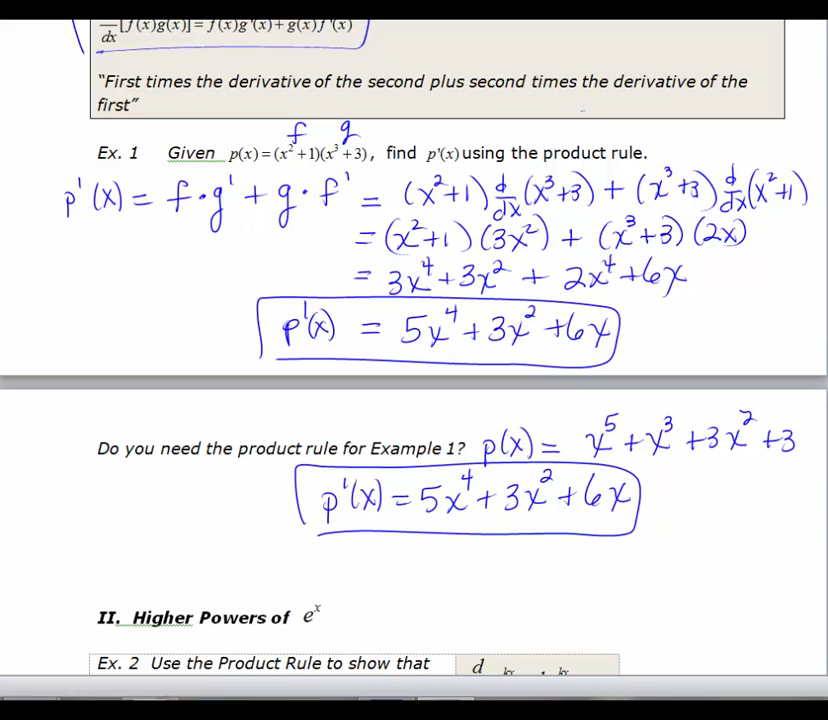 d/dx [f(x)g(x)] = f(x)g'(x)+g(x)f'(x)
"First times the derivative of the second plus second times the derivative of the
first"
f g
Ex. 1 Given p(x)=(x²+1)(x³+3), find p'(x) using the product rule.
p'(x) = f·g' + g·f' = (x²+1) d/dx (x³+3) + (x³+3) d/dx (x²+1)
= (x²+1)(3x²) + (x³+3)(2x)
= 3x⁴+3x² + 2x⁴+6x
p'(x) = 5x⁴+3x²+6x
Do you need the product rule for Example 1? p(x) = x⁵+x³+3x²+3
p'(x) = 5x⁴+3x²+6x
II. Higher Powers of eˣ
Ex. 2 Use the Product Rule to show that d